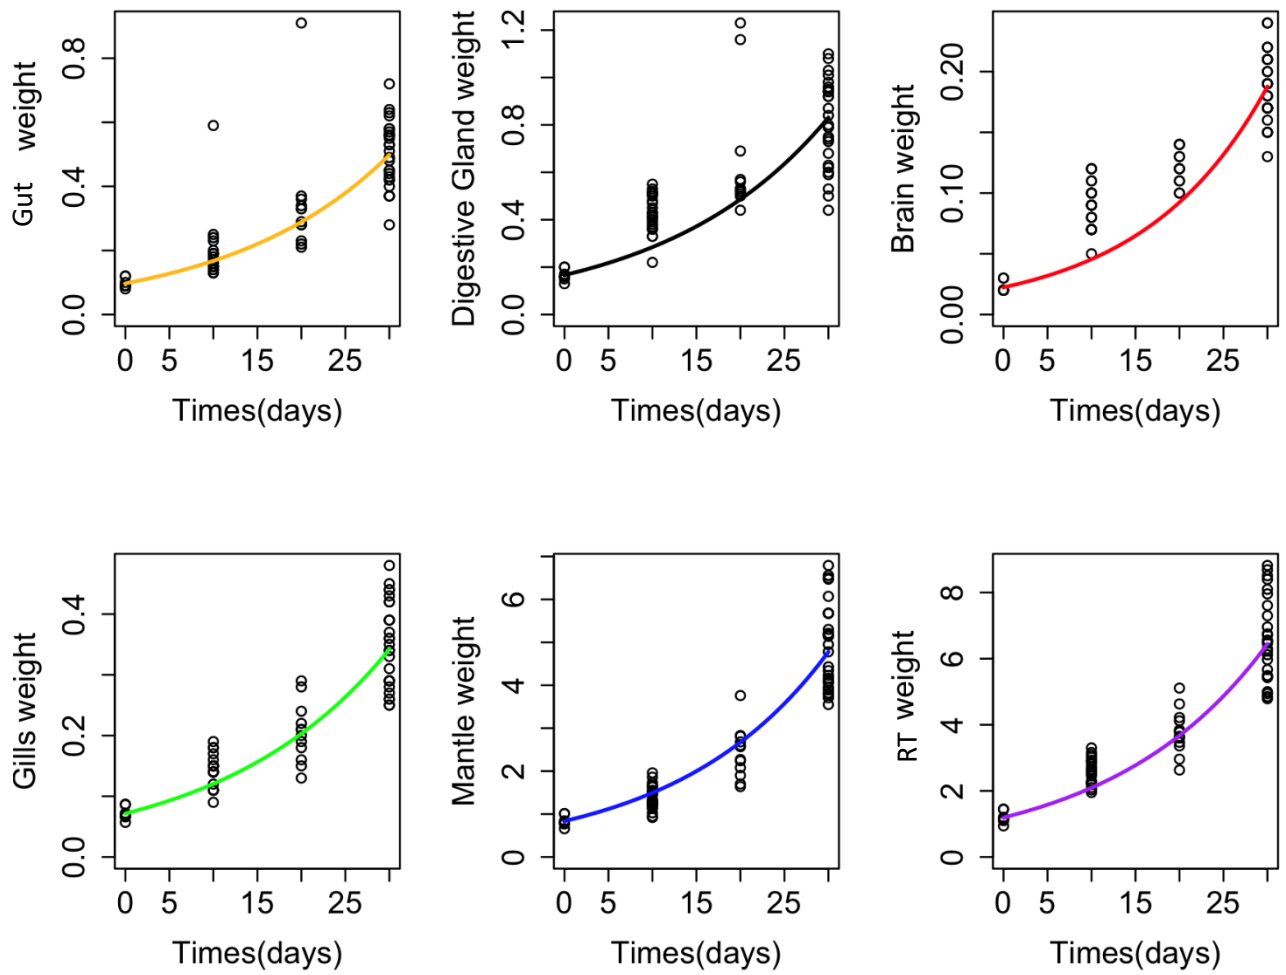 Gut weight
0.0 0.4 0.8
0 5 15 25
Times(days)
Digestive Gland weight
0.0 0.4 0.8 1.2
0 5 15 25
Times(days)
Brain weight
0.00 0.10 0.20
0 5 15 25
Times(days)
Gills weight
0.0 0.2 0.4
0 5 15 25
Times(days)
Mantle weight
0 2 4 6
0 5 15 25
Times(days)
RT weight
0 2 4 6 8
0 5 15 25
Times(days)